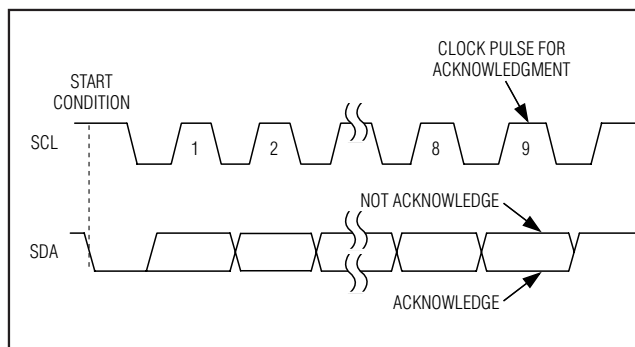 CLOCK PULSE FOR
ACKNOWLEDGMENT
START
CONDITION
SCL
1
2
8
9
NOT ACKNOWLEDGE
SDA
ACKNOWLEDGE